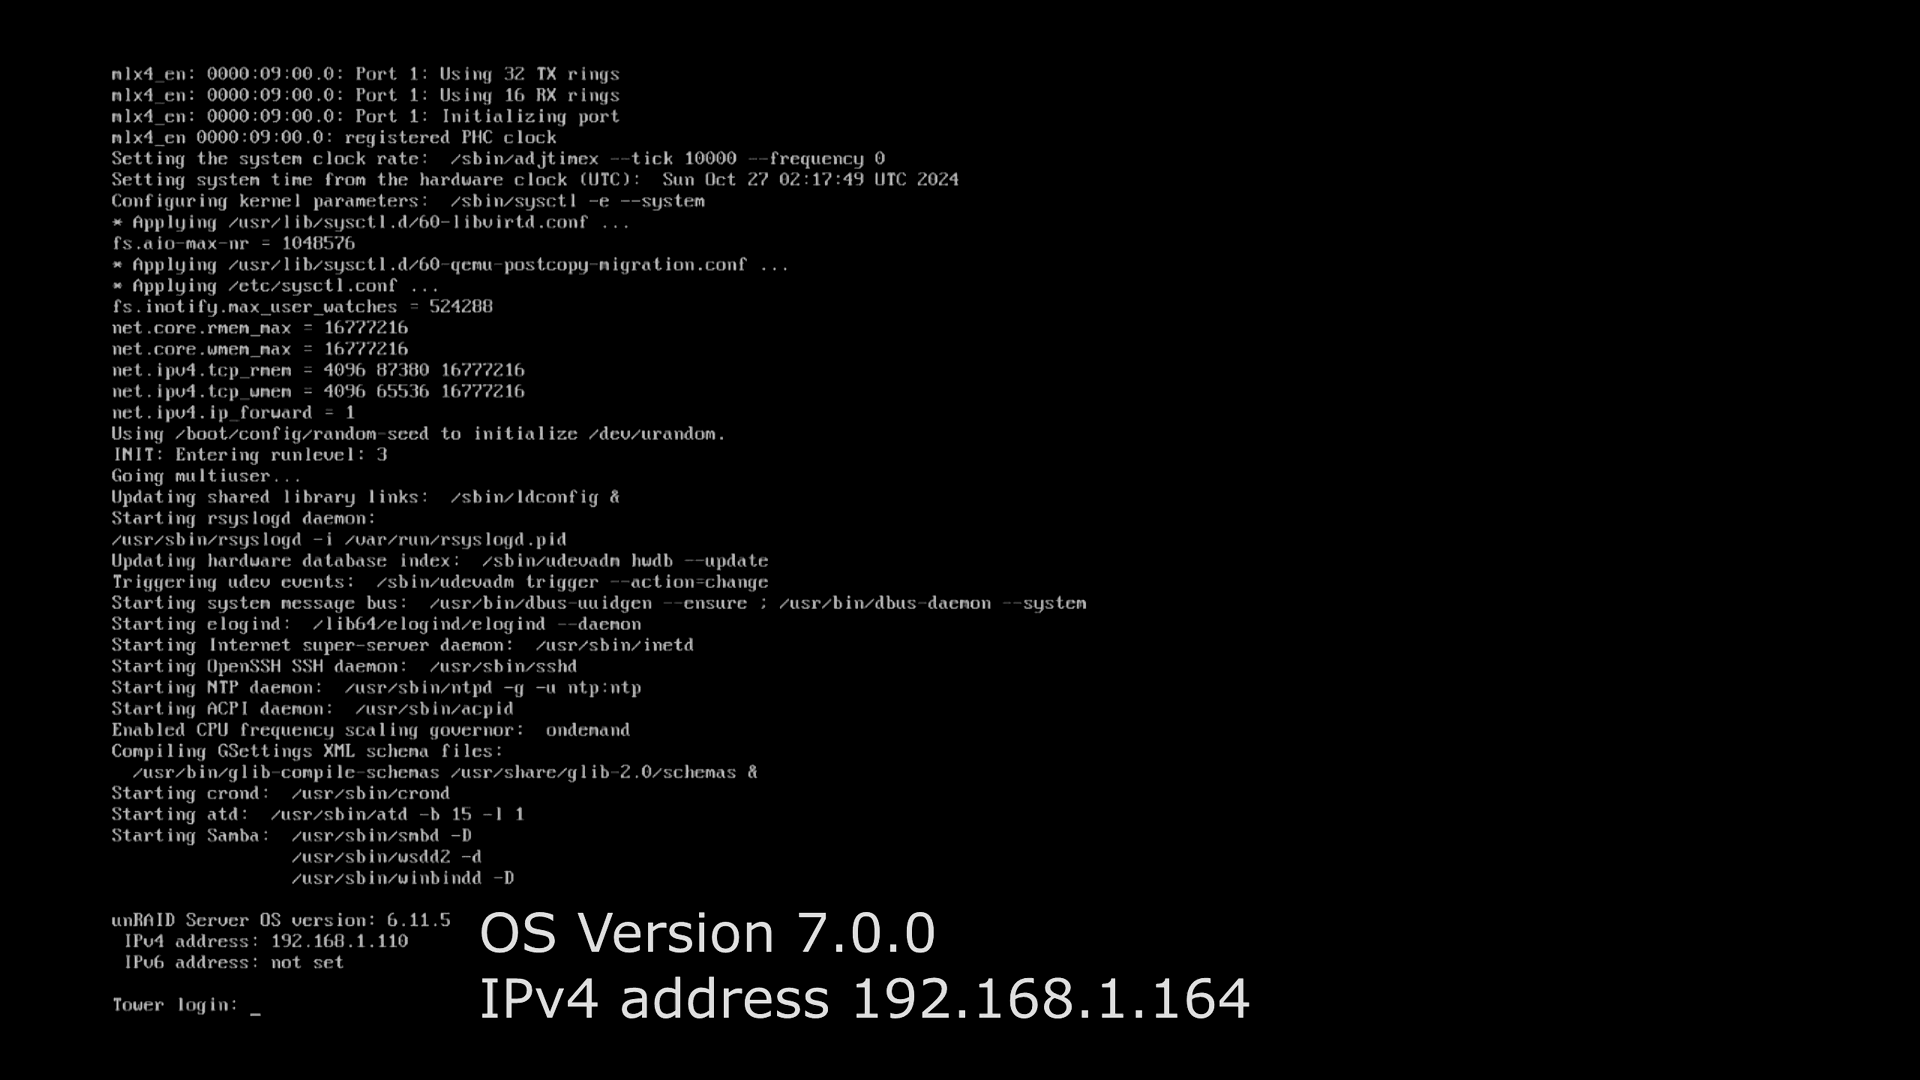 mlx4_en: 0000:09:00.0: Port 1: Using 32 TX rings
mlx4_en: 0000:09:00.0: Port 1: Using 16 RX rings
mlx4_en: 0000:09:00.0: Port 1: Initializing port
mlx4_en 0000:09:00.0: registered PHC clock
Setting the system clock rate:  /sbin/adjtimex --tick 10000 --frequency 0
Setting system time from the hardware clock (UTC):  Sun Oct 27 02:17:49 UTC 2024
Configuring kernel parameters:  /sbin/sysctl -e --system
* Applying /usr/lib/sysctl.d/60-libvirtd.conf ...
fs.aio-max-nr = 1048576
* Applying /usr/lib/sysctl.d/60-qemu-postcopy-migration.conf ...
* Applying /etc/sysctl.conf ...
fs.inotify.max_user_watches = 524288
net.core.rmem_max = 16777216
net.core.wmem_max = 16777216
net.ipv4.tcp_rmem = 4096 87380 16777216
net.ipv4.tcp_wmem = 4096 65536 16777216
net.ipv4.ip_forward = 1
Using /boot/config/random-seed to initialize /dev/urandom.
INIT: Entering runlevel: 3
Going multiuser...
Updating shared library links:  /sbin/ldconfig &
Starting rsyslogd daemon:
/usr/sbin/rsyslogd -i /var/run/rsyslogd.pid
Updating hardware database index:  /sbin/udevadm hwdb --update
Triggering udev events:  /sbin/udevadm trigger --action=change
Starting system message bus:  /usr/bin/dbus-uuidgen --ensure ; /usr/bin/dbus-daemon --system
Starting elogind:  /lib64/elogind/elogind --daemon
Starting Internet super-server daemon:  /usr/sbin/inetd
Starting OpenSSH SSH daemon:  /usr/sbin/sshd
Starting NTP daemon:  /usr/sbin/ntpd -g -u ntp:ntp
Starting ACPI daemon:  /usr/sbin/acpid
Enabled CPU frequency scaling governor:  ondemand
Compiling GSettings XML schema files:
  /usr/bin/glib-compile-schemas /usr/share/glib-2.0/schemas &
Starting crond:  /usr/sbin/crond
Starting atd:  /usr/sbin/atd -b 15 -l 1
Starting Samba:  /usr/sbin/smbd -D
/usr/sbin/wsdd2 -d
/usr/sbin/winbindd -D
unRAID Server OS version: 6.11.5
IPv4 address: 192.168.1.110
IPv6 address: not set
Tower login: _
OS Version 7.0.0
IPv4 address 192.168.1.164